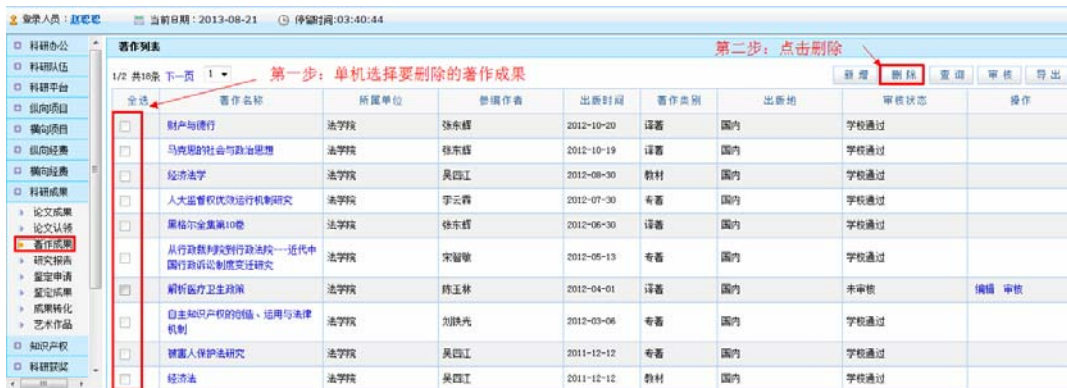 登录人员：赵聪聪 当前日期：2013-08-21 停留时间:03:40:44
科研办公
科研队伍
科研平台
纵向项目
横向项目
纵向经费
横向经费
科研成果
论文成果
论文认领
著作成果
研究报告
鉴定申请
鉴定成果
成果转化
艺术作品
知识产权
科研获奖
著作列表
第二步：点击删除
1/2 共18条 下一页 1
第一步：单机选择要删除的著作成果
新增 删除 查询 审核 导出
全选 著作名称 所属单位 参编作者 出版时间 著作类别 出版地 审核状态 操作
财产与德行 法学院 张东辉 2012-10-20 译著 国内 学校通过
马克思的社会与政治思想 法学院 张东辉 2012-10-19 译著 国内 学校通过
经济法学 法学院 吴四江 2012-08-30 教材 国内 学校通过
人大监督权优效运行机制研究 法学院 李云霖 2012-07-30 专著 国内 学校通过
黑格尔全集第10卷 法学院 张东辉 2012-06-30 译著 国内 学校通过
从行政裁判院到行政法院---近代中
国行政诉讼制度变迁研究 法学院 宋智敏 2012-05-13 专著 国内 学校通过
解析医疗卫生政策 法学院 陈玉林 2012-04-01 译著 国内 未审核 编辑 审核
自主知识产权的创造、运用与法律
机制 法学院 刘铁光 2012-03-06 专著 国内 学校通过
被害人保护法研究 法学院 吴四江 2011-12-12 专著 国内 学校通过
经济法 法学院 吴四江 2011-12-12 教材 国内 学校通过